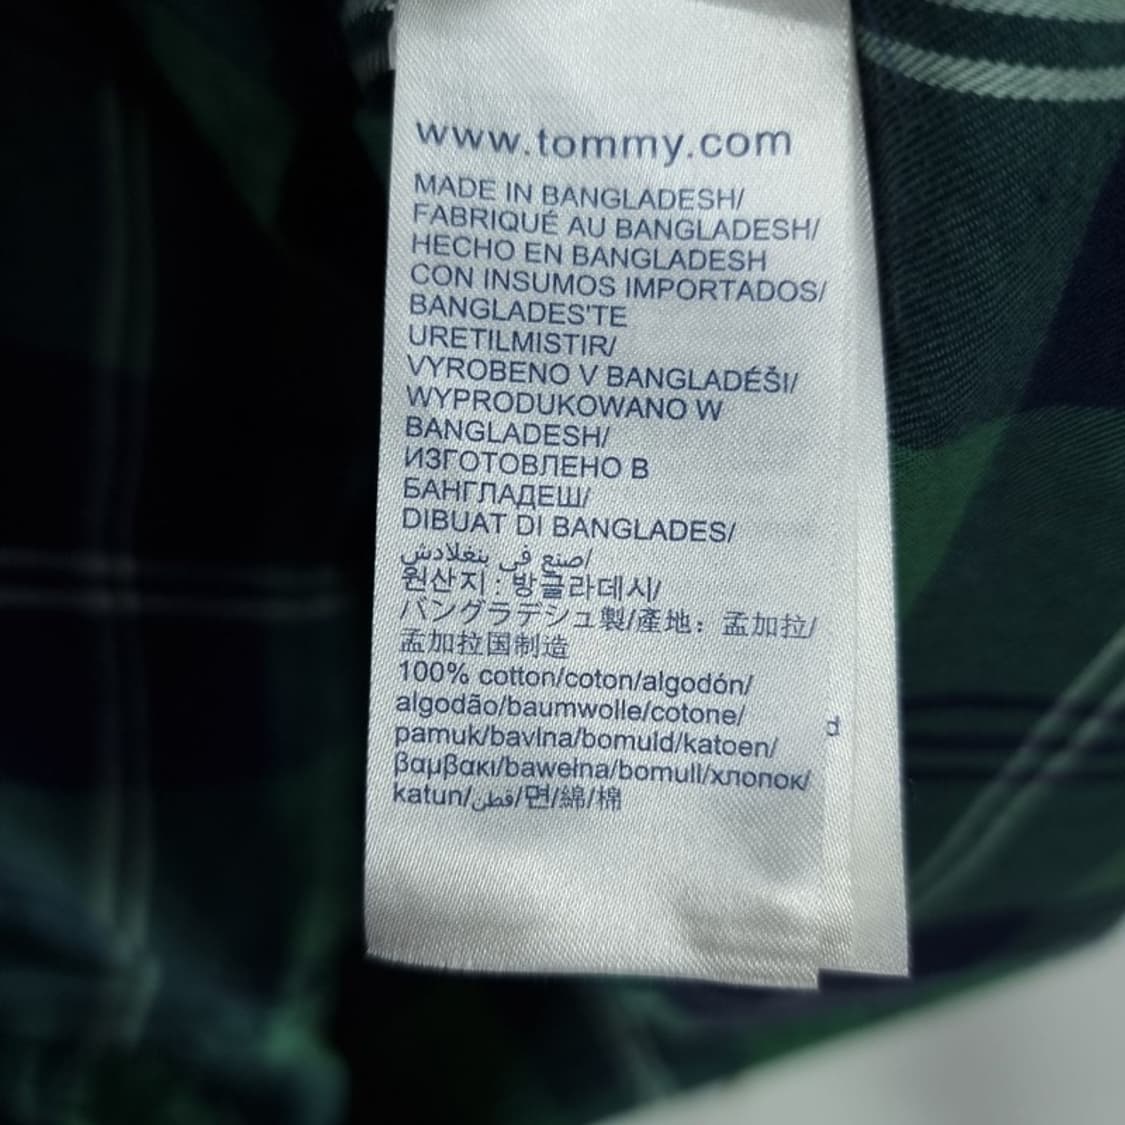 www.tommy.com
MADE IN BANGLADESH/
FABRIQUÉ AU BANGLADESH/
HECHO EN BANGLADESH
CON INSUMOS IMPORTADOS/
BANGLADES'TE
URETILMISTIR/
VYROBENO V BANGLADÉŠI/
WYPRODUKOWANO W
BANGLADESH/
ИЗГОТОВЛЕНО В
БАНГЛАДЕШ/
DIBUAT DI BANGLADES/
صنع في بنغلادش/
원산지 : 방글라데시/
バングラデシュ製/產地：孟加拉/
孟加拉国制造
100% cotton/coton/algodón/
algodão/baumwolle/cotone/
pamuk/bavlna/bomuld/katoen/
βαμβακι/bawełna/bomull/хлопок/
katun/قطن/면/綿/棉
d